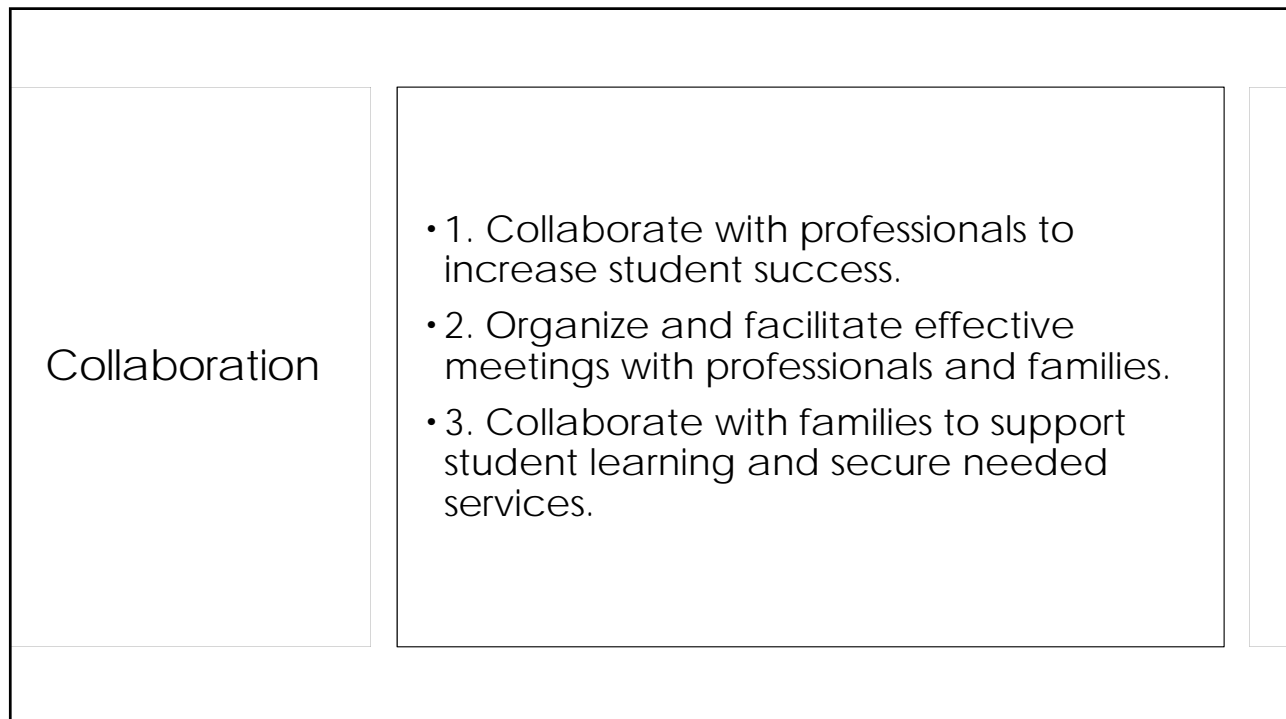 Collaboration
• 1. Collaborate with professionals to
increase student success.
• 2. Organize and facilitate effective
meetings with professionals and families.
• 3. Collaborate with families to support
student learning and secure needed
services.